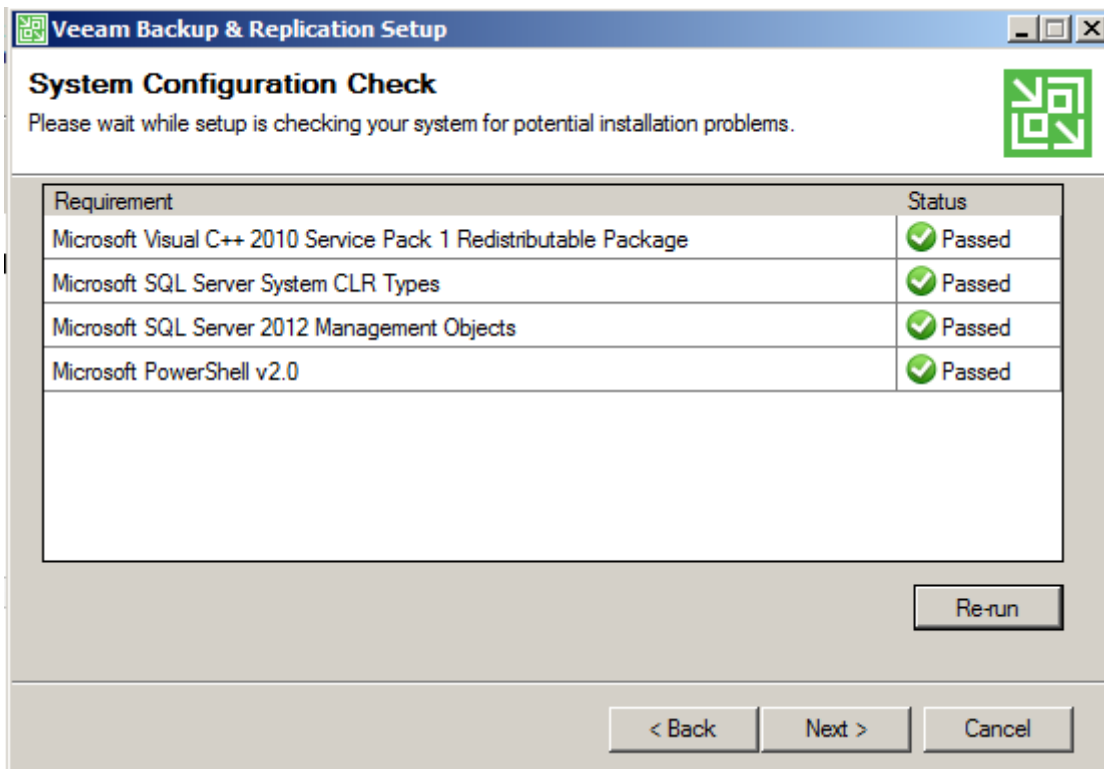 Veeam Backup & Replication Setup
System Configuration Check
Please wait while setup is checking your system for potential installation problems.
Requirement Status
Microsoft Visual C++ 2010 Service Pack 1 Redistributable Package Passed
Microsoft SQL Server System CLR Types Passed
Microsoft SQL Server 2012 Management Objects Passed
Microsoft PowerShell v2.0 Passed
Re-run
< Back Next > Cancel